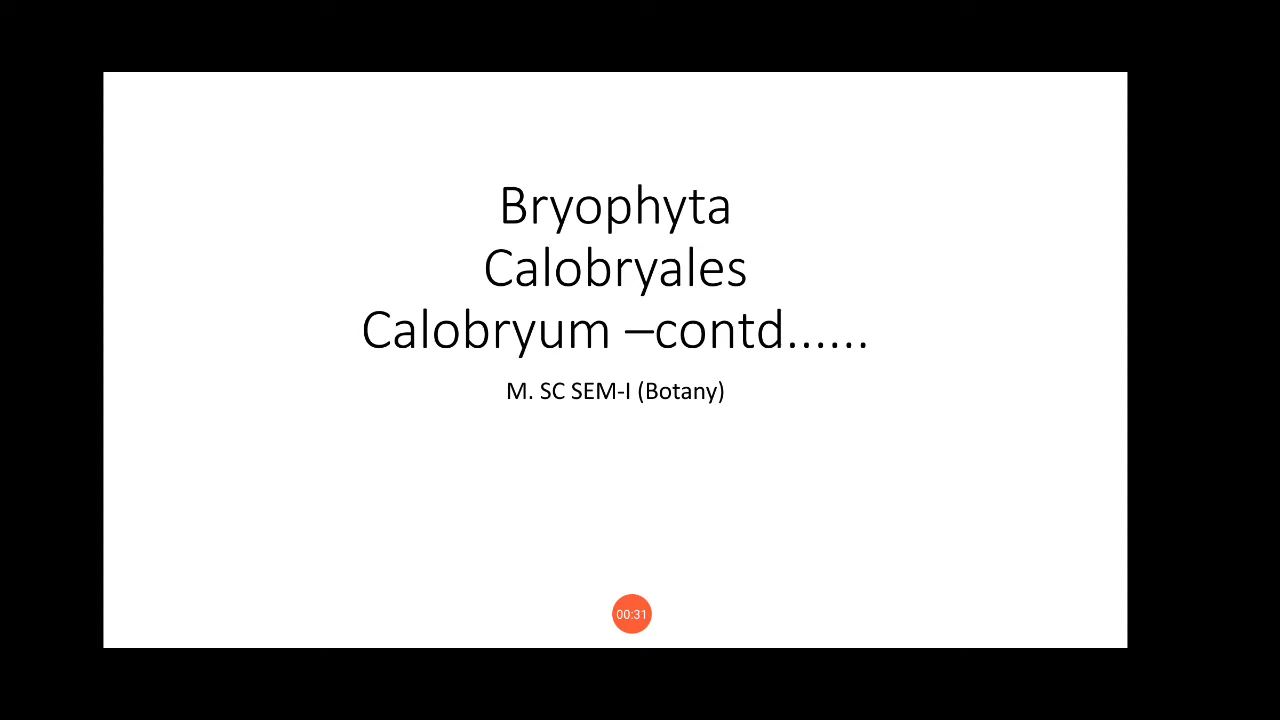 Bryophyta
Calobryales
Calobryum –contd......
M. SC SEM-I (Botany)
00:31